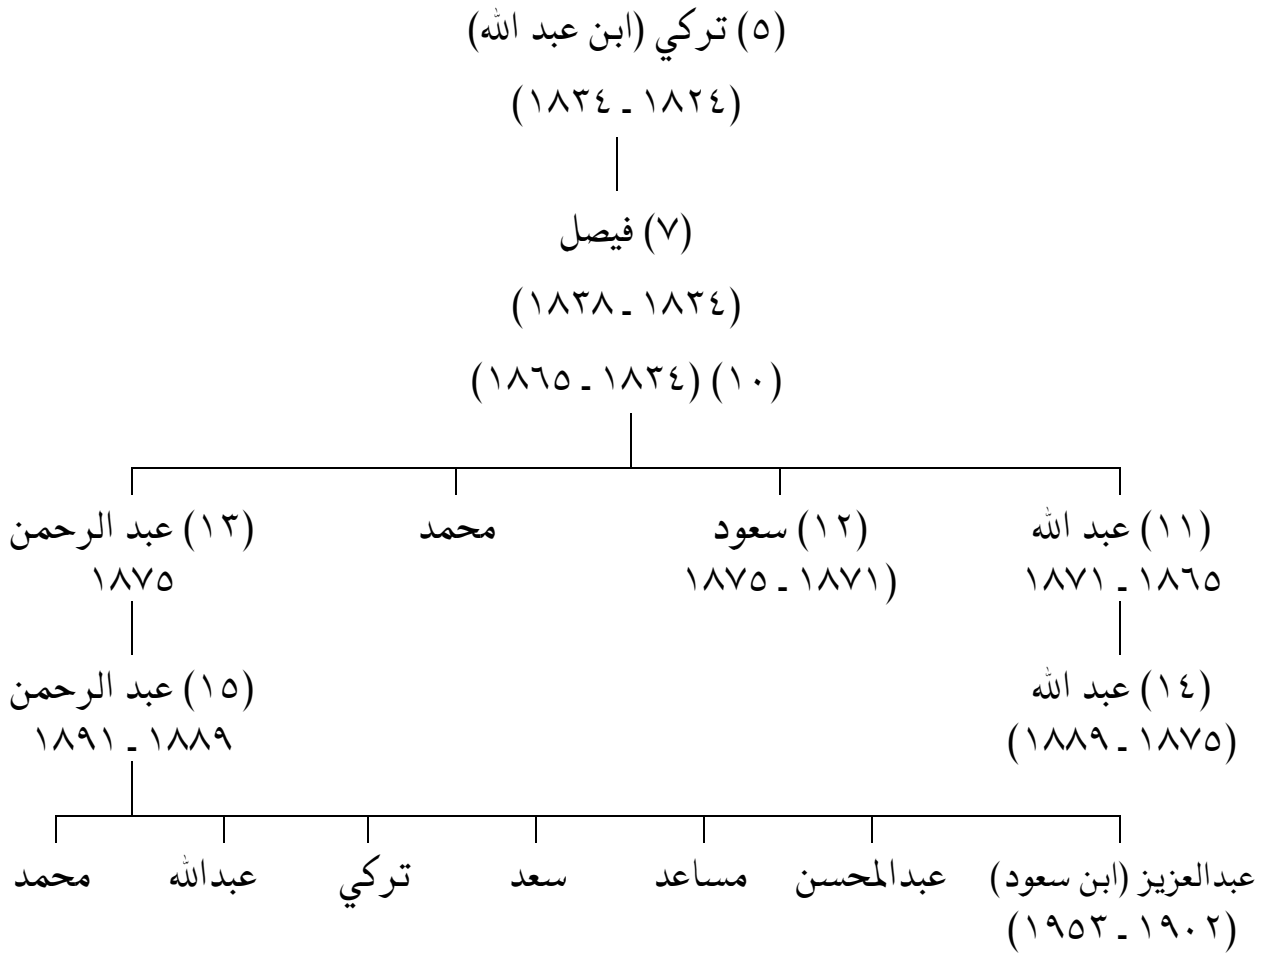 (٥) تركي (ابن عبد الله)
(١٨٢٤ ـ ١٨٣٤)
(٧) فيصل
(١٨٣٤ ـ ١٨٣٨)
(١٠) (١٨٣٤ ـ ١٨٦٥)
(١١) عبد الله (١٢) سعود محمد (١٣) عبد الرحمن
١٨٦٥ ـ ١٨٧١ (١٨٧١ ـ ١٨٧٥ ١٨٧٥
(١٤) عبد الله (١٥) عبد الرحمن
(١٨٧٥ ـ ١٨٨٩) ١٨٨٩ ـ ١٨٩١
عبدالعزيز (ابن سعود) عبدالمحسن مساعد سعد تركي عبدالله محمد
(١٩٠٢ ـ ١٩٥٣)